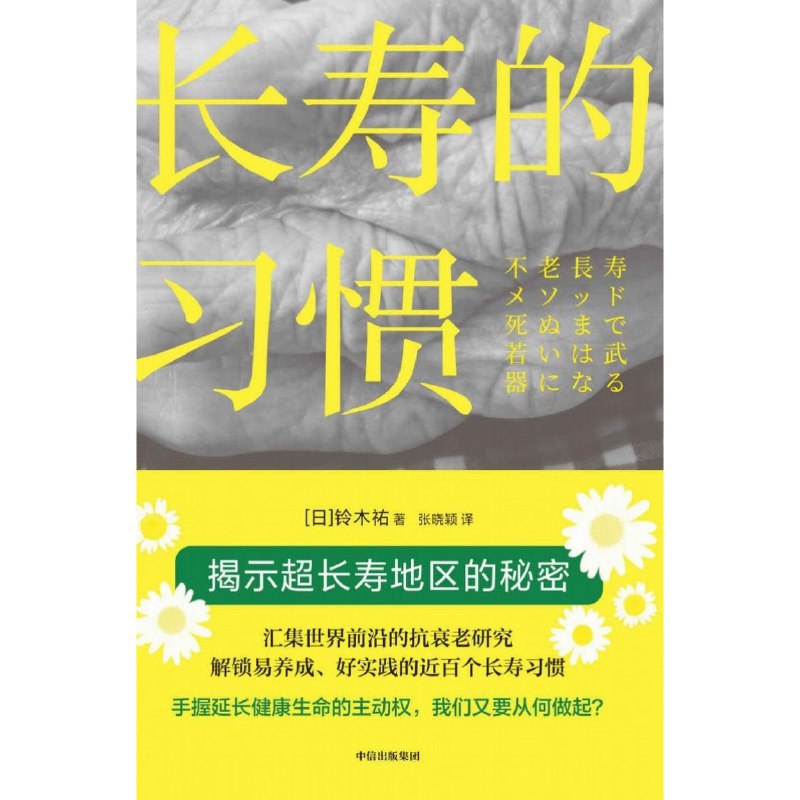 长寿的
习惯
不老長寿
メソッド
死ぬまで
若いは武
器になる
[日]铃木祐 著 张晓颖 译
揭示超长寿地区的秘密
汇集世界前沿的抗衰老研究
解锁易养成、好实践的近百个长寿习惯
手握延长健康生命的主动权，我们又要从何做起？
中信出版集团